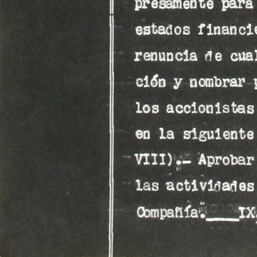 presamente para
estados financie
renuncia de cual
ción y nombrar p
los accionistas
en la siguiente
VIII).- Aprobar
las actividades
Compañía.____IX